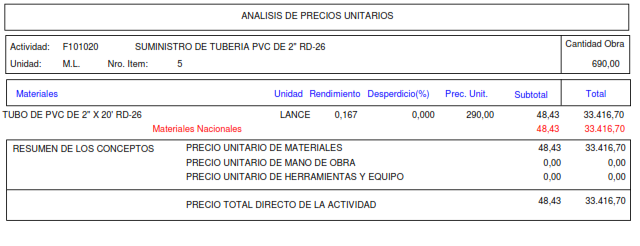 ANALISIS DE PRECIOS UNITARIOS
Actividad: F101020 SUMINISTRO DE TUBERIA PVC DE 2" RD-26 Cantidad Obra
Unidad: M.L. Nro. Item: 5 690,00
Materiales Unidad Rendimiento Desperdicio(%) Prec. Unit. Subtotal Total
TUBO DE PVC DE 2" X 20' RD-26 LANCE 0,167 0,000 290,00 48,43 33.416,70
Materiales Nacionales 48,43 33.416,70
RESUMEN DE LOS CONCEPTOS PRECIO UNITARIO DE MATERIALES 48,43 33.416,70
PRECIO UNITARIO DE MANO DE OBRA 0,00 0,00
PRECIO UNITARIO DE HERRAMIENTAS Y EQUIPO 0,00 0,00
PRECIO TOTAL DIRECTO DE LA ACTIVIDAD 48,43 33.416,70